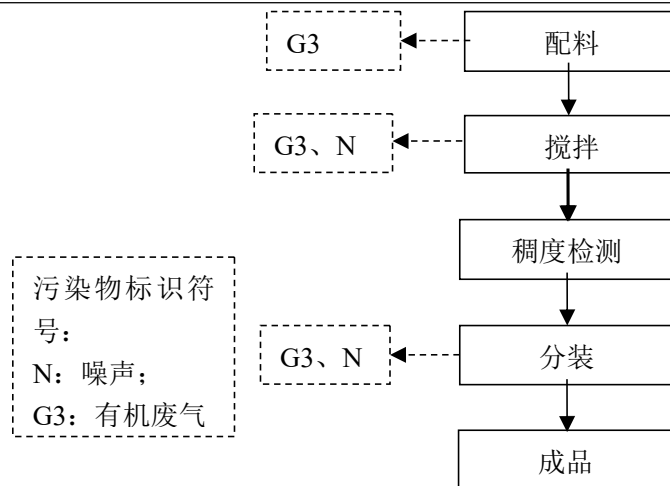 G3
配料
G3、N
搅拌
稠度检测
污染物标识符
号：
N：噪声；
G3：有机废气
G3、N
分装
成品